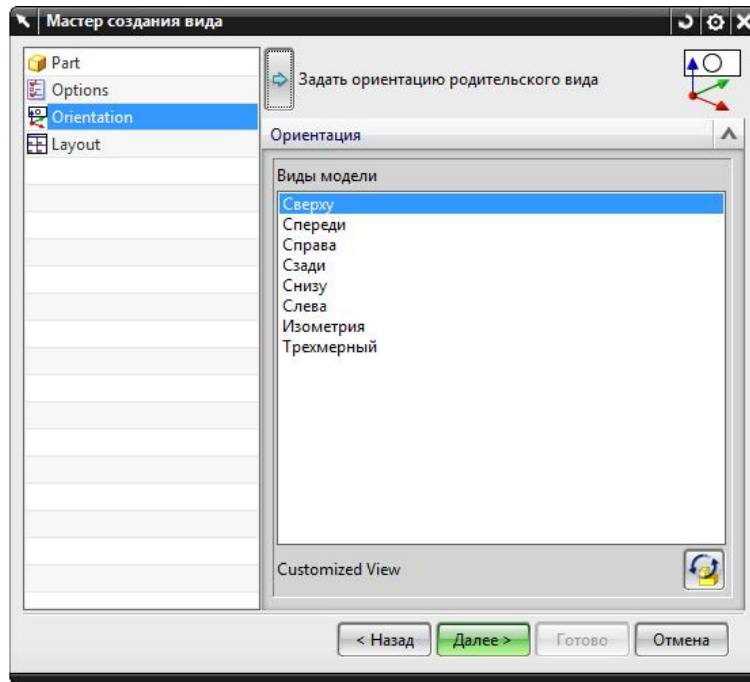 Мастер создания вида
Part
Options
Orientation
Layout
Задать ориентацию родительского вида
Ориентация
Виды модели
Сверху
Спереди
Справа
Сзади
Снизу
Слева
Изометрия
Трехмерный
Customized View
< Назад
Далее >
Готово
Отмена